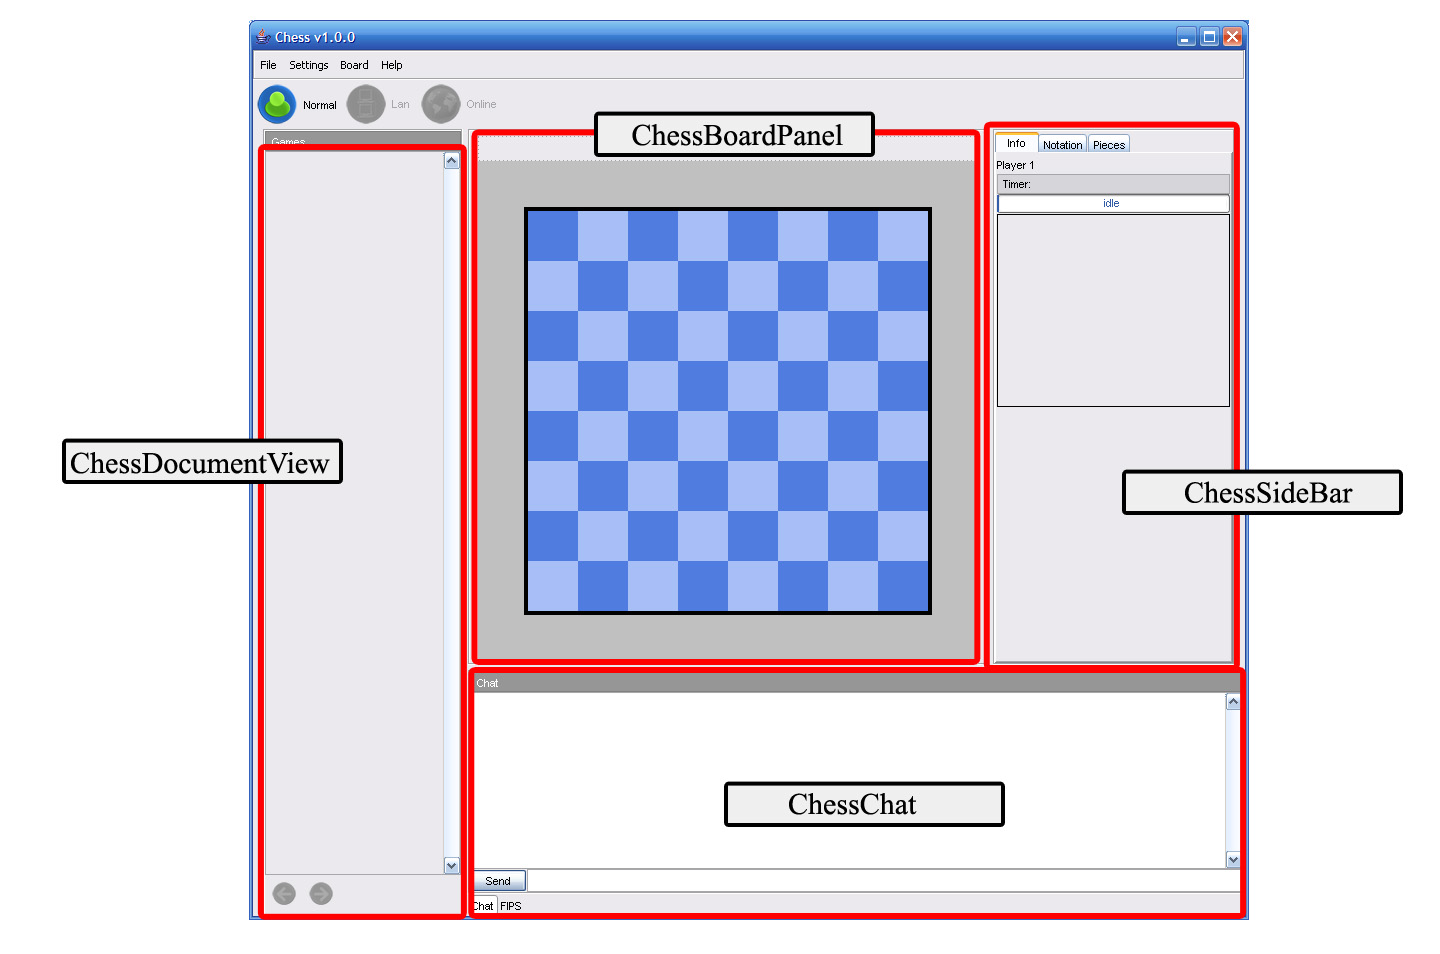 Chess v1.0.0
File Settings Board Help
Normal Lan Online
Games
ChessBoardPanel
Info Notation Pieces
Player 1
Timer:
idle
ChessDocumentView
ChessSideBar
Chat
ChessChat
Send
Chat FIPS